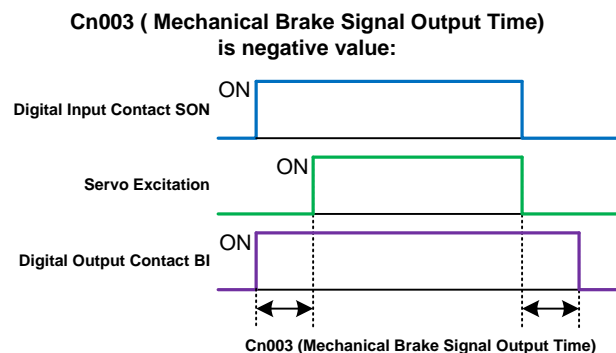 Cn003 ( Mechanical Brake Signal Output Time)
is negative value:
ON
Digital Input Contact SON
ON
Servo Excitation
ON
Digital Output Contact BI
Cn003 (Mechanical Brake Signal Output Time)